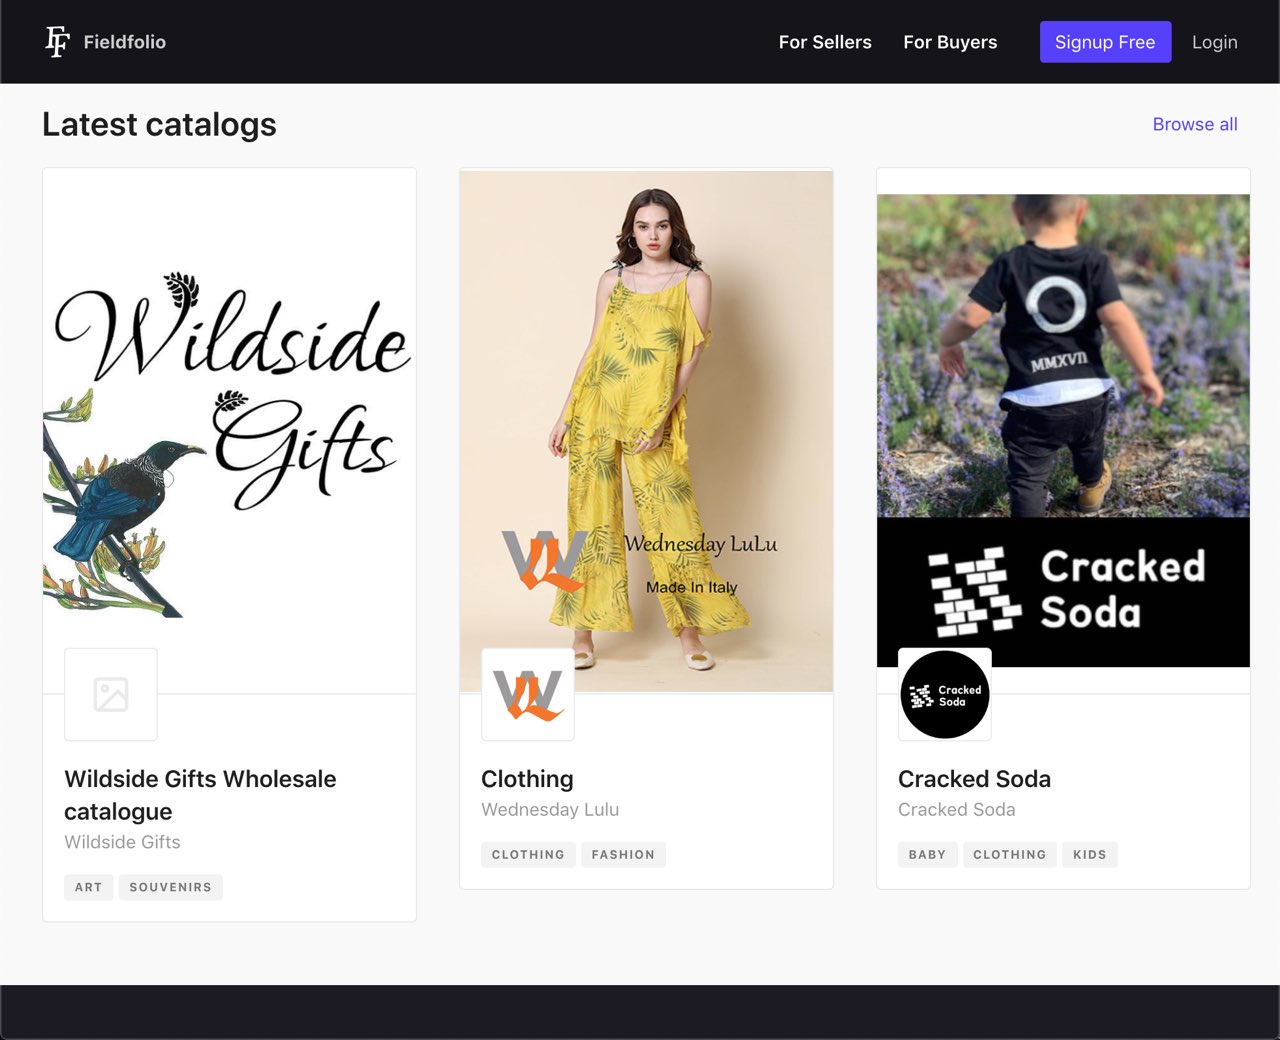 Fieldfolio
For Sellers
For Buyers
Signup Free
Login
Latest catalogs
Browse all
Wildside
Gifts
Wednesday LuLu
Made In Italy
MMXVII
Cracked
Soda
Cracked
Soda
Wildside Gifts Wholesale
catalogue
Wildside Gifts
ART
SOUVENIRS
Clothing
Wednesday Lulu
CLOTHING
FASHION
Cracked Soda
Cracked Soda
BABY
CLOTHING
KIDS